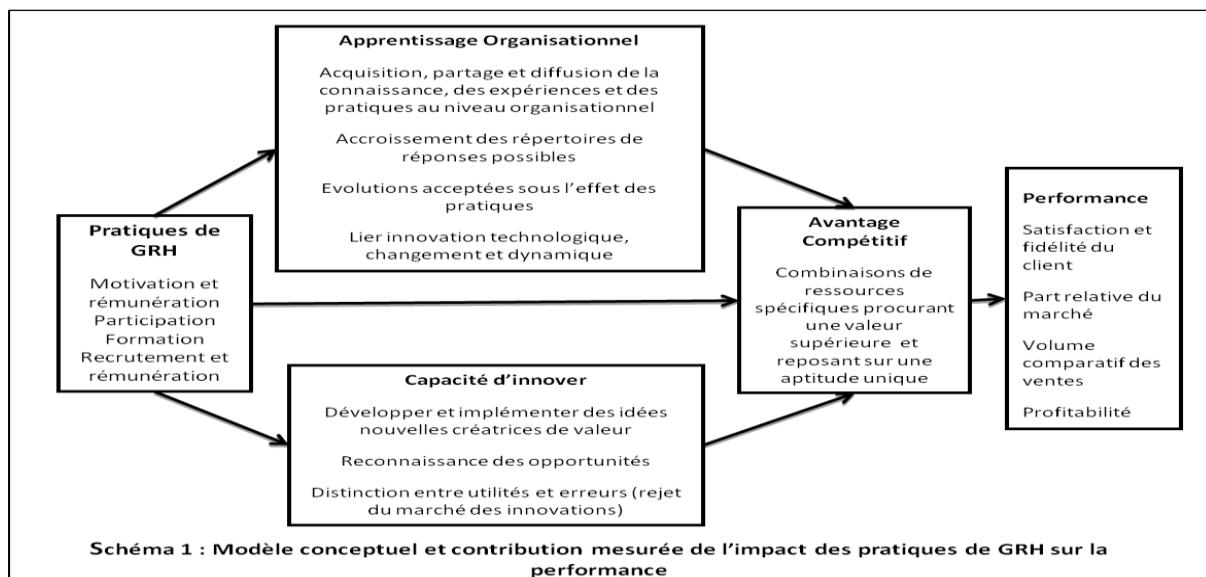 Apprentissage Organisationnel
Acquisition, partage et diffusion de la
connaissance, des expériences et des
pratiques au niveau organisationnel
Accroissement des répertoires de
réponses possibles
Evolutions acceptées sous l'effet des
pratiques
Lier innovation technologique,
changement et dynamique
Pratiques de
GRH
Motivation et
rémunération
Participation
Formation
Recrutement et
rémunération
Capacité d'innover
Développer et implémenter des idées
nouvelles créatrices de valeur
Reconnaissance des opportunités
Distinction entre utilités et erreurs (rejet
du marché des innovations)
Avantage
Compétitif
Combinaisons de
ressources
spécifiques procurant
une valeur
supérieure et
reposant sur une
aptitude unique
Performance
Satisfaction et
fidélité du
client
Part relative du
marché
Volume
comparatif des
ventes
Profitabilité
Schéma 1 : Modèle conceptuel et contribution mesurée de l'impact des pratiques de GRH sur la
performance